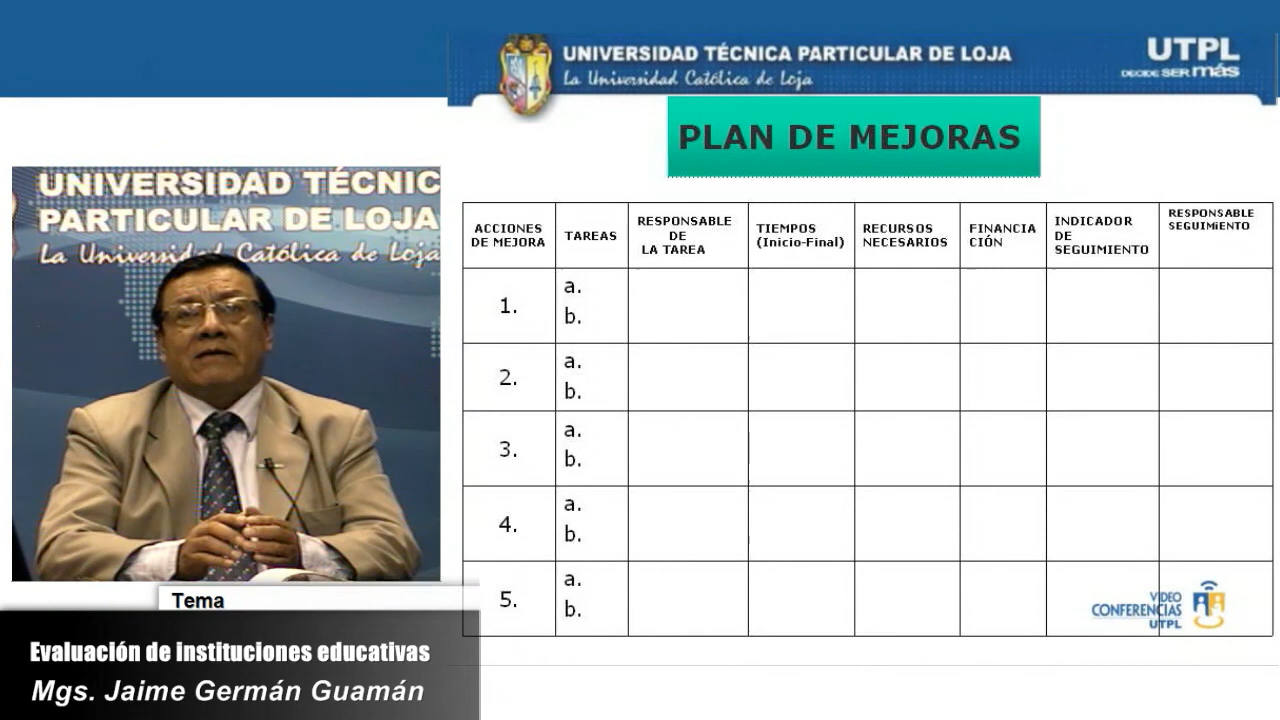 UNIVERSIDAD TÉCNICA PARTICULAR DE LOJA
La Universidad Católica de Loja
UTPL
DECIDE SER más
PLAN DE MEJORAS
UNIVERSIDAD TÉCNIC
PARTICULAR DE LOJA
La Universidad Católica de Loja
ACCIONES
DE MEJORA
TAREAS
RESPONSABLE
DE
LA TAREA
TIEMPOS
(Inicio-Final)
RECURSOS
NECESARIOS
FINANCIA
CIÓN
INDICADOR
DE
SEGUIMIENTO
RESPONSABLE
SEGUIMIENTO
1.
a.
b.
2.
a.
b.
3.
a.
b.
4.
a.
b.
5.
a.
b.
VIDEO
CONFERENCIAS
UTPL
Tema
Evaluación de instituciones educativas
Mgs. Jaime Germán Guamán